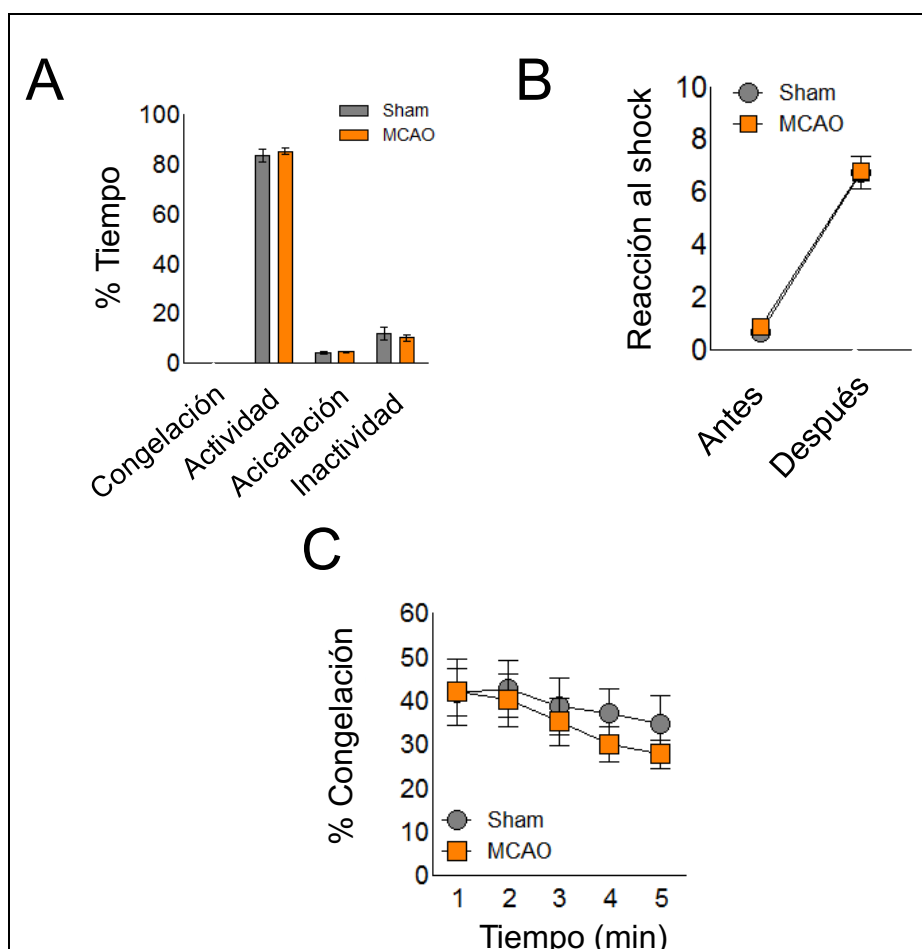 A
% Tiempo
100
80
60
40
20
0
Sham
MCAO
Congelación
Actividad
Acicalación
Inactividad
B
Reacción al shock
10
8
6
4
2
0
Sham
MCAO
Antes
Después
C
% Congelación
60
50
40
30
20
10
0
Sham
MCAO
1 2 3 4 5
Tiempo (min)